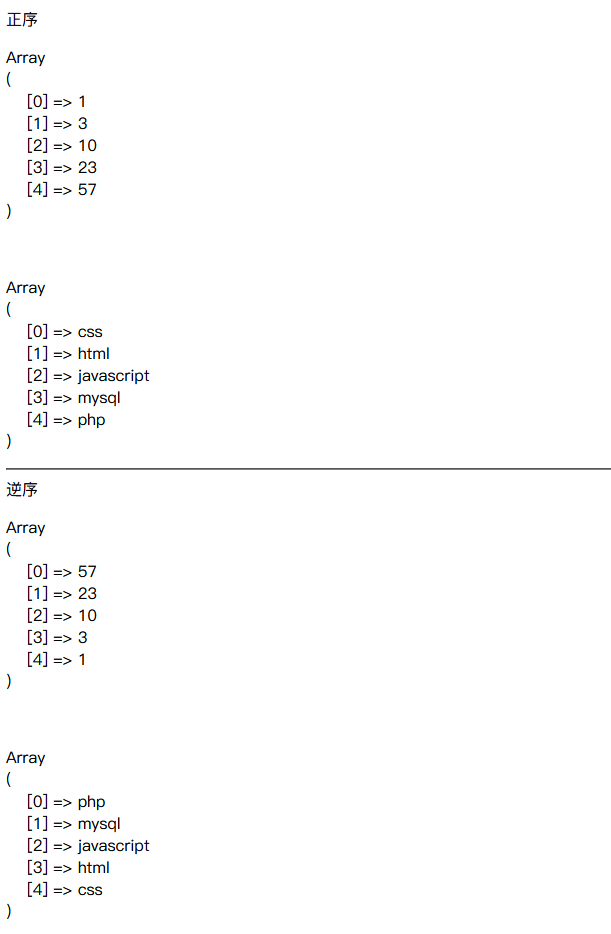 正序
Array
(
[0] => 1
[1] => 3
[2] => 10
[3] => 23
[4] => 57
)
Array
(
[0] => css
[1] => html
[2] => javascript
[3] => mysql
[4] => php
)
逆序
Array
(
[0] => 57
[1] => 23
[2] => 10
[3] => 3
[4] => 1
)
Array
(
[0] => php
[1] => mysql
[2] => javascript
[3] => html
[4] => css
)